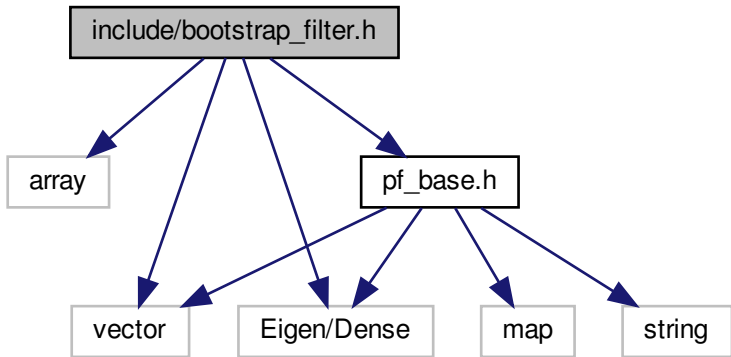 include/bootstrap_filter.h
array
pf_base.h
vector
Eigen/Dense
map
string